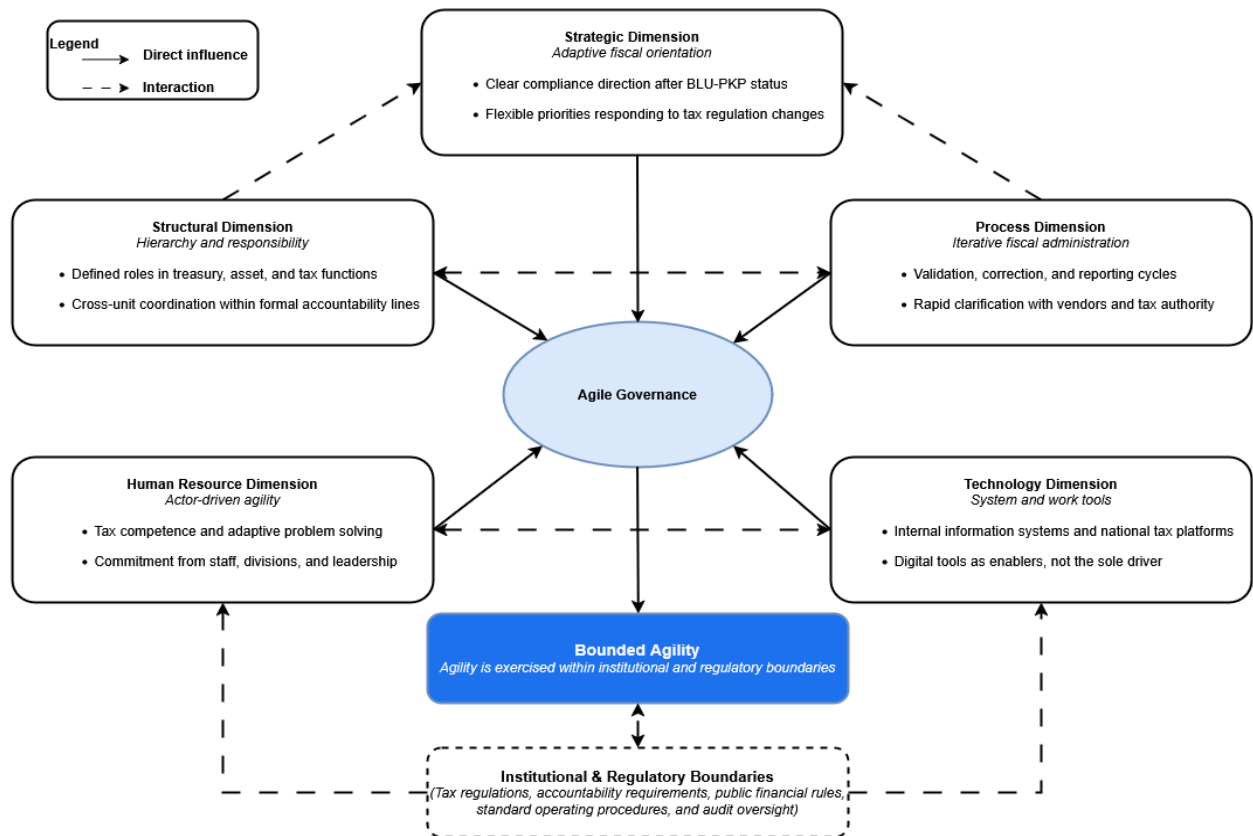 Legend
Direct influence
Interaction
Strategic Dimension
Adaptive fiscal orientation
• Clear compliance direction after BLU-PKP status
• Flexible priorities responding to tax regulation changes
Structural Dimension
Hierarchy and responsibility
• Defined roles in treasury, asset, and tax functions
• Cross-unit coordination within formal accountability lines
Process Dimension
Iterative fiscal administration
• Validation, correction, and reporting cycles
• Rapid clarification with vendors and tax authority
Agile Governance
Human Resource Dimension
Actor-driven agility
• Tax competence and adaptive problem solving
• Commitment from staff, divisions, and leadership
Technology Dimension
System and work tools
• Internal information systems and national tax platforms
• Digital tools as enablers, not the sole driver
Bounded Agility
Agility is exercised within institutional and regulatory boundaries
Institutional & Regulatory Boundaries
(Tax regulations, accountability requirements, public financial rules,
standard operating procedures, and audit oversight)